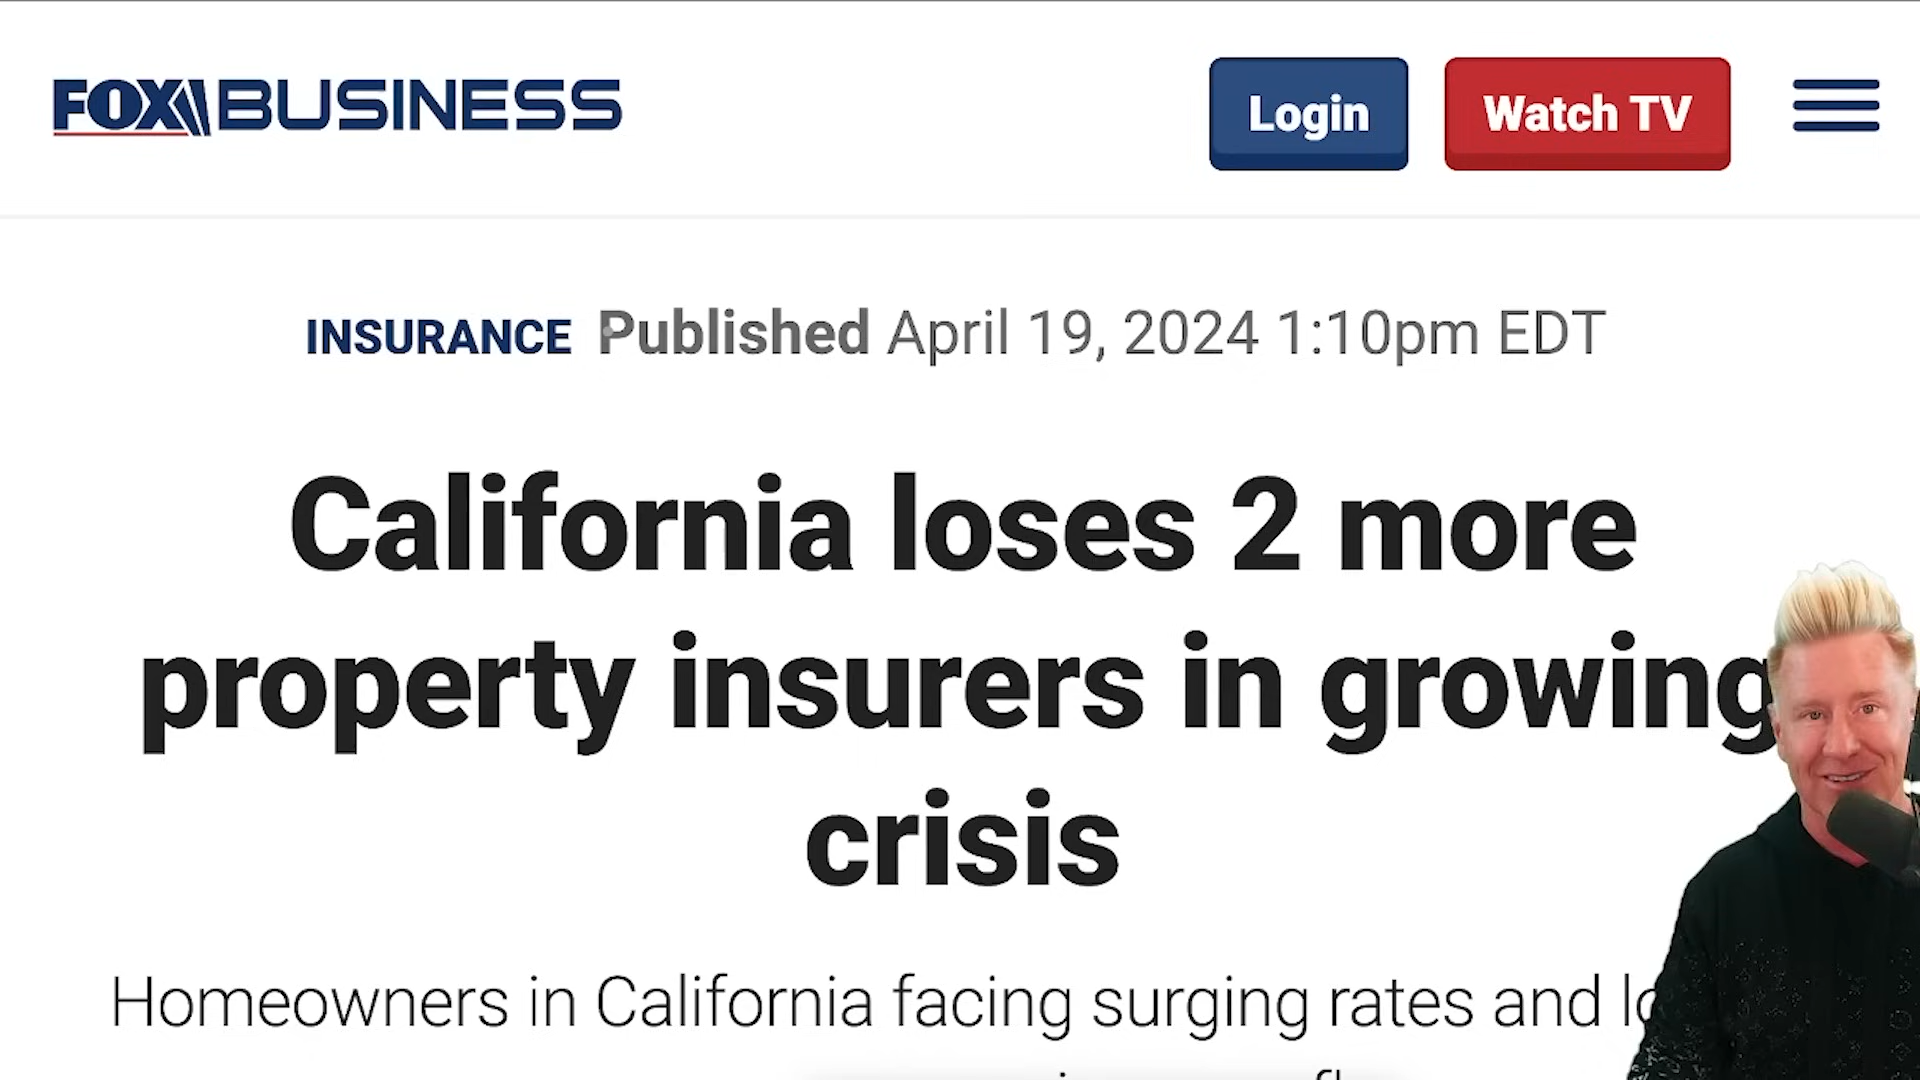 FOX BUSINESS
Login
Watch TV
INSURANCE Published April 19, 2024 1:10pm EDT
California loses 2 more
property insurers in growing
crisis
Homeowners in California facing surging rates and